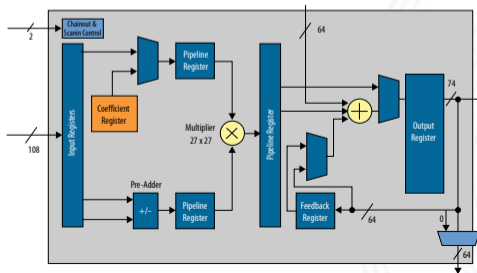 Chainout and
Scanin Control
2
64
Input Registers
Pipeline
Register
Coefficient
Register
Multiplier
27 x 27
108
Pipeline Register
74
Output
Register
Pre-Adder
+/-
Pipeline
Register
Feedback
Register
64
0
64